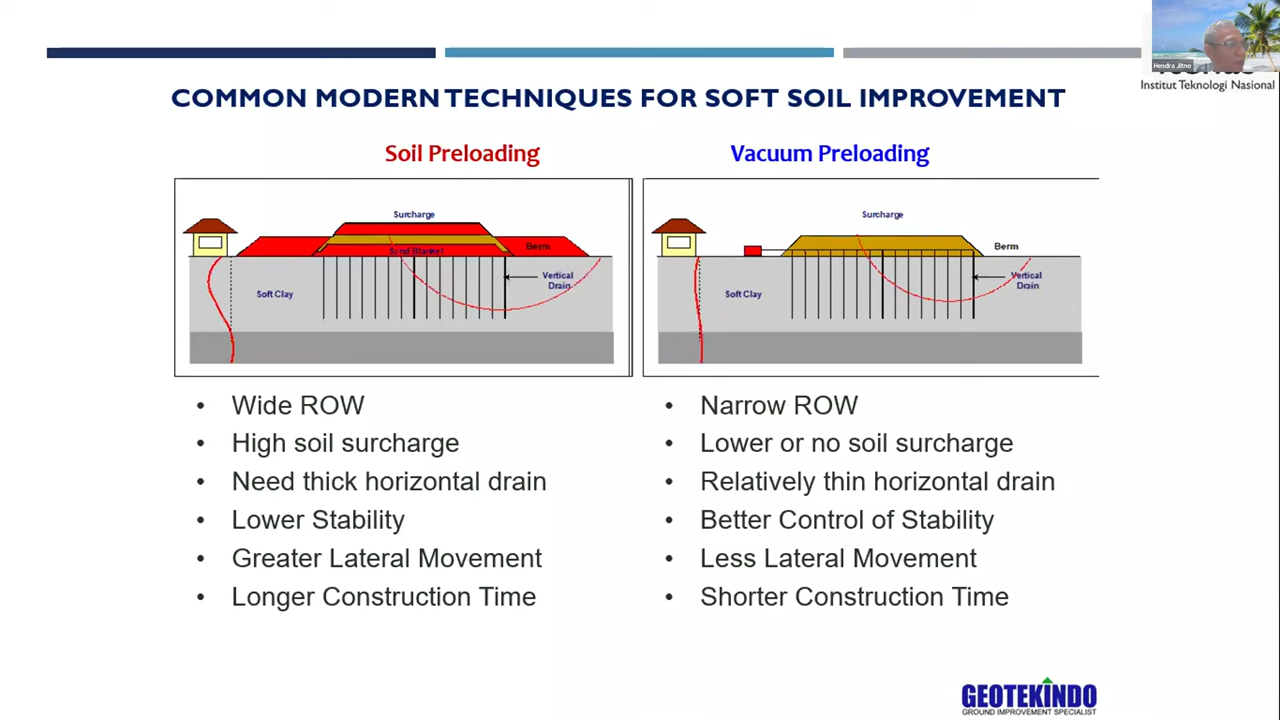 Hendra Jitno
Institut Teknologi Nasional
COMMON MODERN TECHNIQUES FOR SOFT SOIL IMPROVEMENT
Soil Preloading
Surcharge
Sand Blanket
Berm
Vertical
Drain
Soft Clay
• Wide ROW
• High soil surcharge
• Need thick horizontal drain
• Lower Stability
• Greater Lateral Movement
• Longer Construction Time
Vacuum Preloading
Surcharge
Berm
Vertical
Drain
Soft Clay
• Narrow ROW
• Lower or no soil surcharge
• Relatively thin horizontal drain
• Better Control of Stability
• Less Lateral Movement
• Shorter Construction Time
GEOTEKINDO
GROUND IMPROVEMENT SPECIALIST